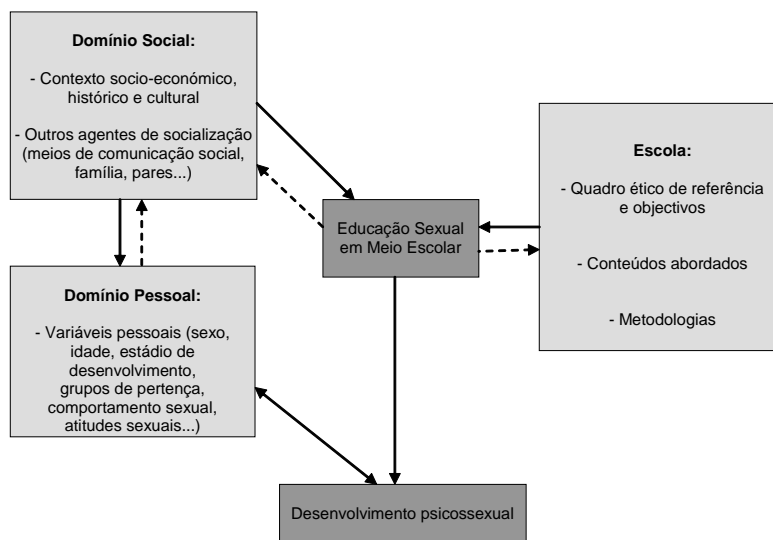 Domínio Social:
- Contexto socio-económico,
histórico e cultural
- Outros agentes de socialização
(meios de comunicação social,
família, pares...)
Escola:
- Quadro ético de referência
e objectivos
- Conteúdos abordados
- Metodologias
Educação Sexual
em Meio Escolar
Domínio Pessoal:
- Variáveis pessoais (sexo,
idade, estádio de
desenvolvimento,
grupos de pertença,
comportamento sexual,
atitudes sexuais...)
Desenvolvimento psicossexual